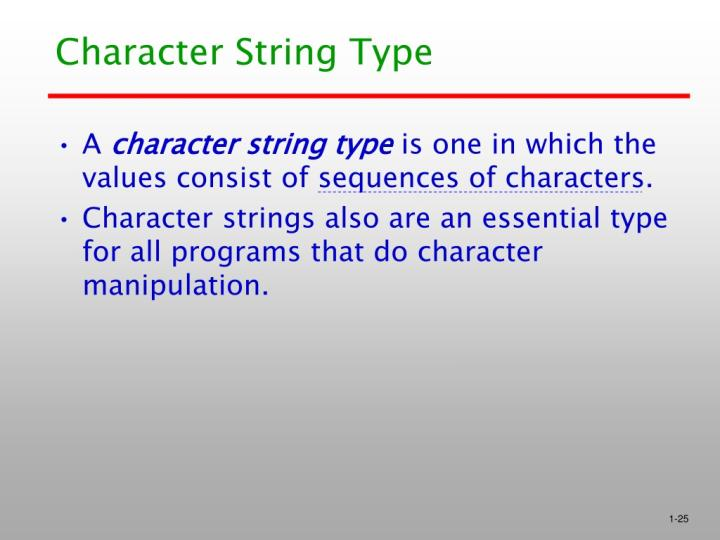 Character String Type
• A character string type is one in which the
values consist of sequences of characters.
• Character strings also are an essential type
for all programs that do character
manipulation.
1-25